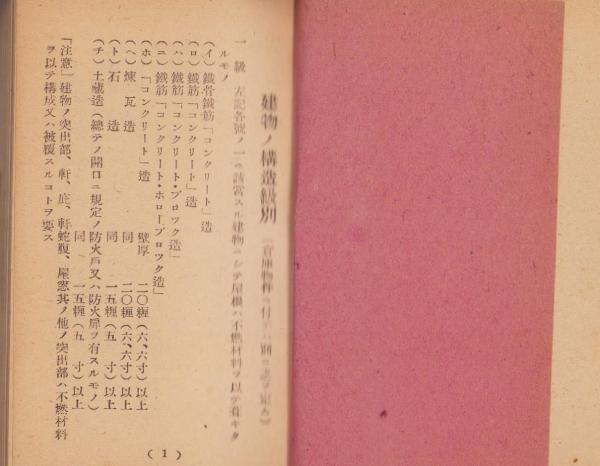 建物ノ構造級別
一級 左記各號ノ一ニ該當スル建物ニシテ屋根ハ不燃材料ヲ以テ葺キタ
ルモノ
(イ) 鐵骨鐵筋「コンクリート」造
(ロ) 鐵筋「コンクリート」造
(ハ) 鐵筋「コンクリート・ブロック造」
(ニ) 鐵筋「コンクリート・ホローブロツク造」
(ホ) 「コンクリート」造 壁厚 二〇糎(六、六寸)以上
(ヘ) 煉瓦造 同 二〇糎(六、六寸)以上
(ト) 石造 同 一五糎(五寸)以上
(チ) 土藏造(總テノ開口ニ規定ノ防火戸又ハ防火扉ヲ有スルモノ)
同 一五糎(五寸)以上
「注意」建物ノ突出部、軒、庇、軒蛇腹、屋窓其ノ他ノ突出部ハ不燃材料
ヲ以テ構成又ハ被覆スルコトヲ要ス
(1)